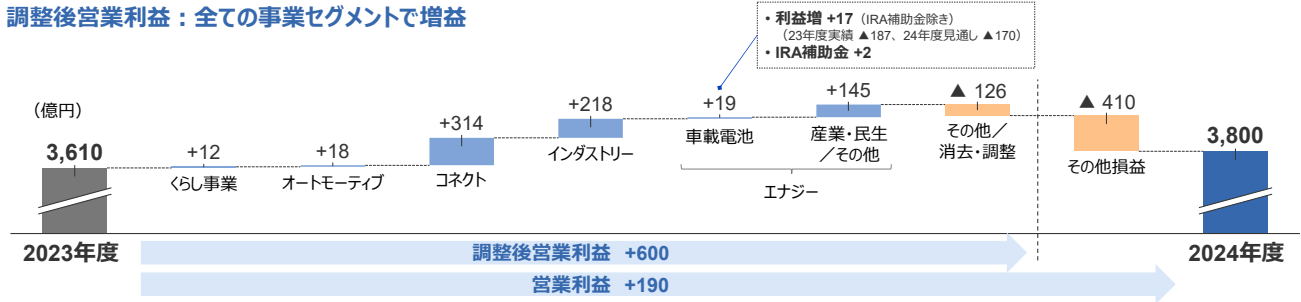 調整後営業利益：全ての事業セグメントで増益
・利益増 +17（IRA補助金除き）
（23年度実績 ▲187、24年度見通し ▲170）
・IRA補助金 +2
（億円）
3,610
+12
くらし事業
+18
オートモーティブ
+314
コネクト
+218
インダストリー
+19
車載電池
+145
産業・民生
／その他
エナジー
▲ 126
その他／
消去・調整
▲ 410
その他損益
3,800
2023年度
2024年度
調整後営業利益 +600
営業利益 +190